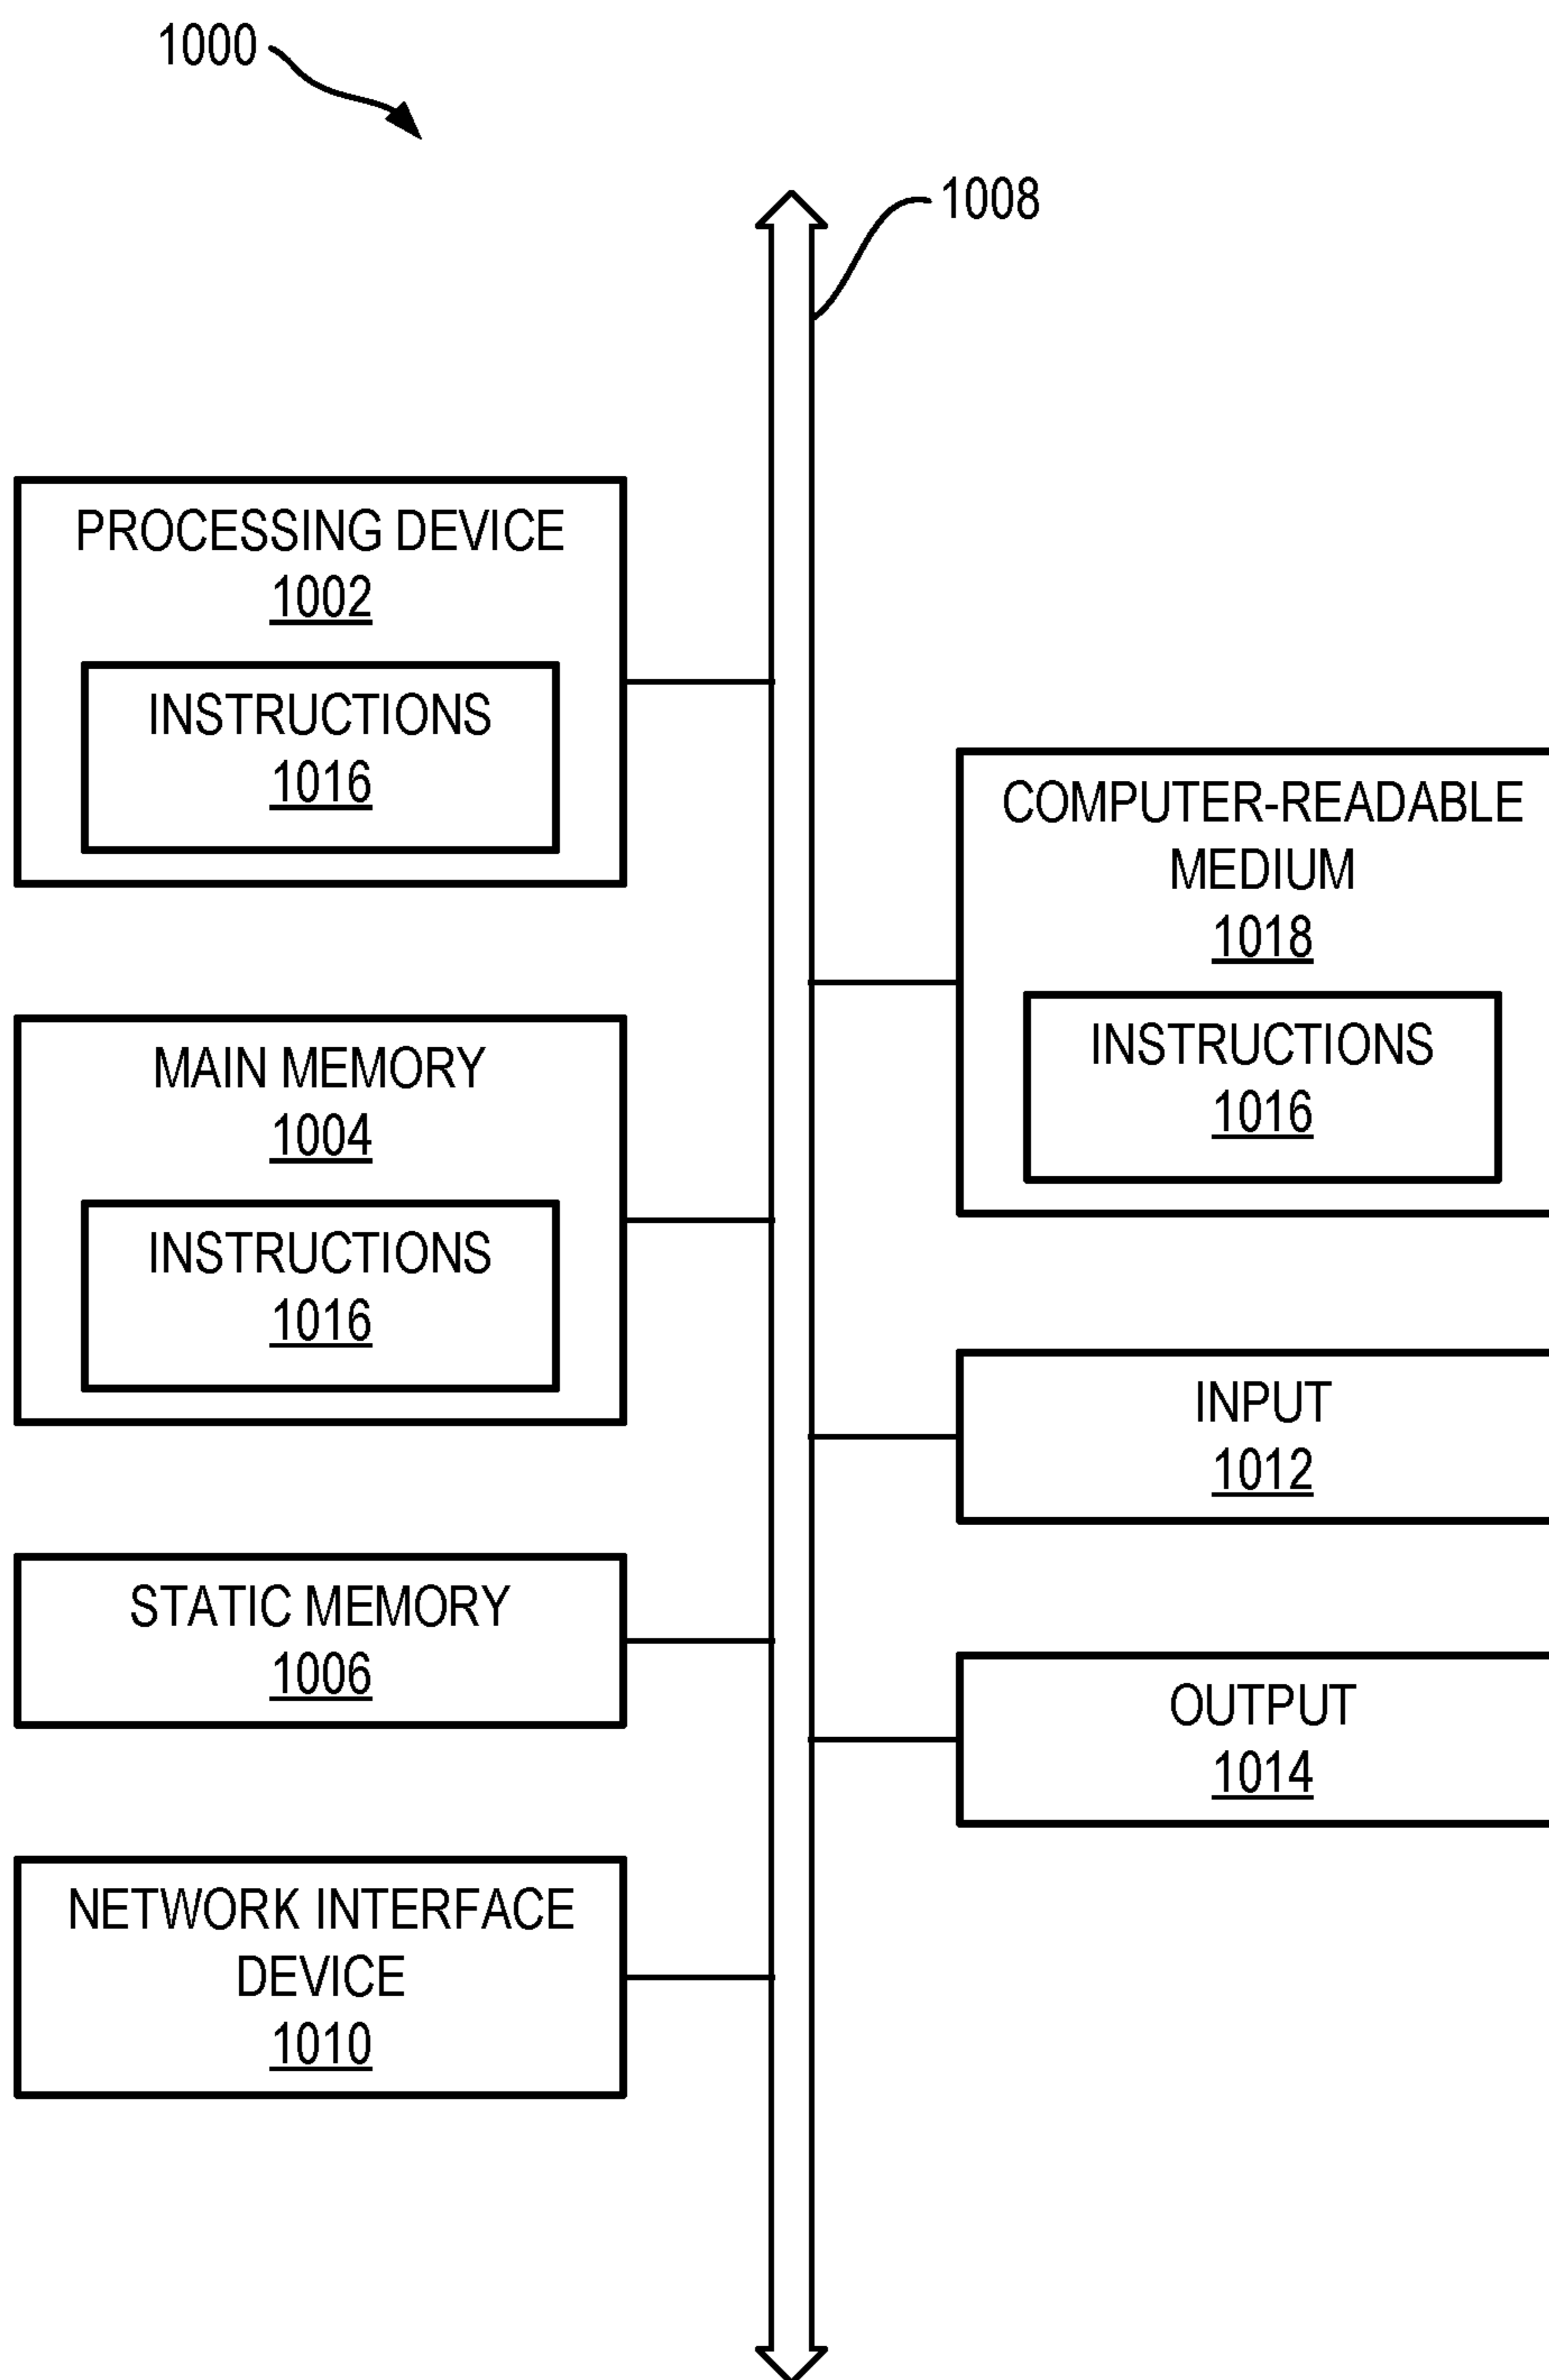 1000
1008
PROCESSING DEVICE
1002
INSTRUCTIONS
1016
MAIN MEMORY
1004
INSTRUCTIONS
1016
STATIC MEMORY
1006
NETWORK INTERFACE
DEVICE
1010
COMPUTER-READABLE
MEDIUM
1018
INSTRUCTIONS
1016
INPUT
1012
OUTPUT
1014